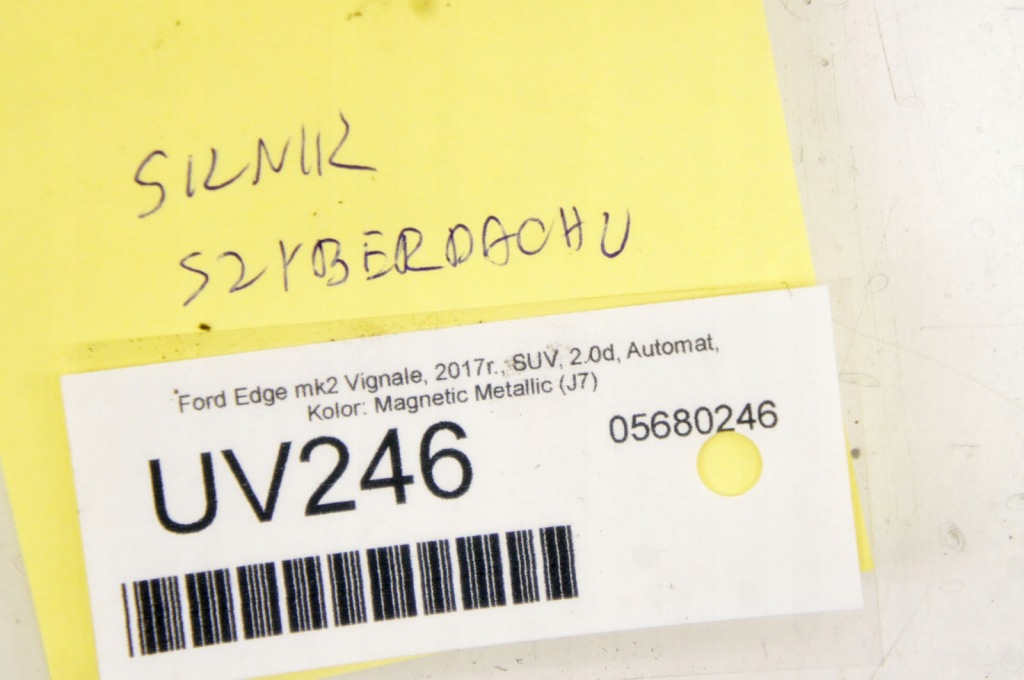 SILNIK
SZYBERDACHU
Ford Edge mk2 Vignale, 2017r., SUV, 2.0d, Automat,
Kolor: Magnetic Metallic (J7)
UV246
05680246